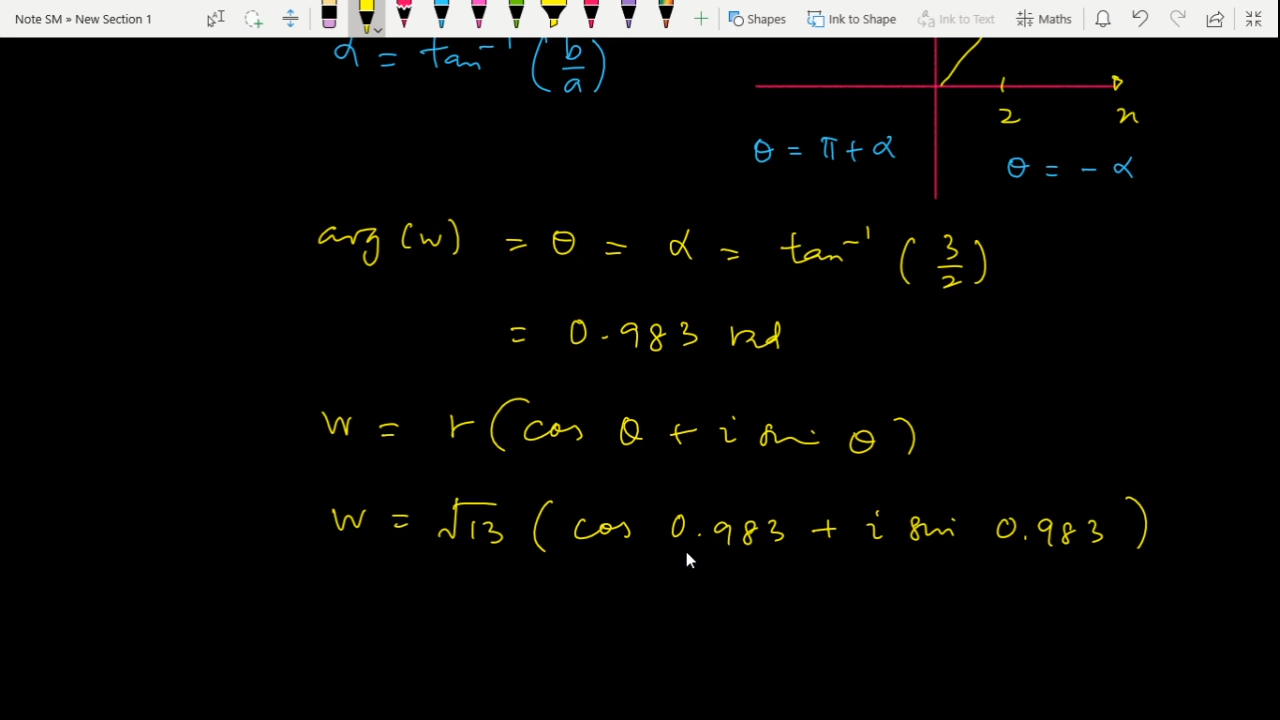 Note SM » New Section 1
Shapes Ink to Shape Ink to Text Maths
α = tan⁻¹ (b/a)
2 x
θ = π + α
θ = - α
arg (w) = θ = α = tan⁻¹ (3/2)
= 0.983 rad
w = r (cos θ + i sin θ)
w = √13 (cos 0.983 + i sin 0.983)